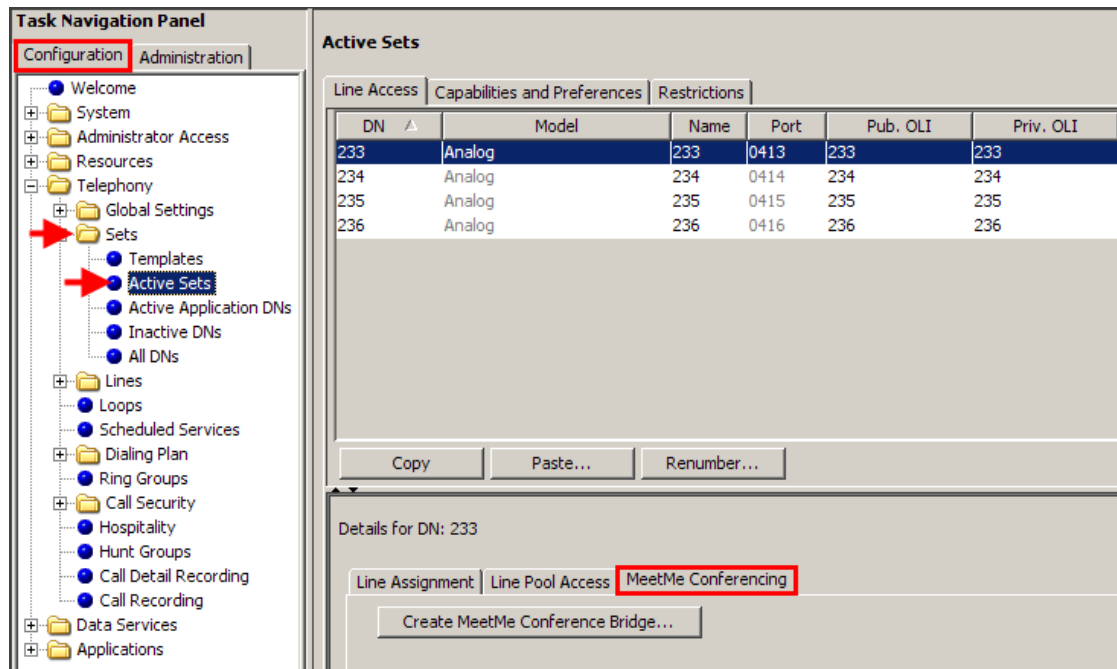 Task Navigation Panel
Configuration
Administration
Welcome
System
Administrator Access
Resources
Telephony
Global Settings
Sets
Templates
Active Sets
Active Application DNs
Inactive DNs
All DNs
Lines
Loops
Scheduled Services
Dialing Plan
Ring Groups
Call Security
Hospitality
Hunt Groups
Call Detail Recording
Call Recording
Data Services
Applications
Active Sets
Line Access
Capabilities and Preferences
Restrictions
DN Model Name Port Pub. OLI Priv. OLI
233 Analog 233 0413 233 233
234 Analog 234 0414 234 234
235 Analog 235 0415 235 235
236 Analog 236 0416 236 236
Copy
Paste...
Renumber...
Details for DN: 233
Line Assignment
Line Pool Access
MeetMe Conferencing
Create MeetMe Conference Bridge...